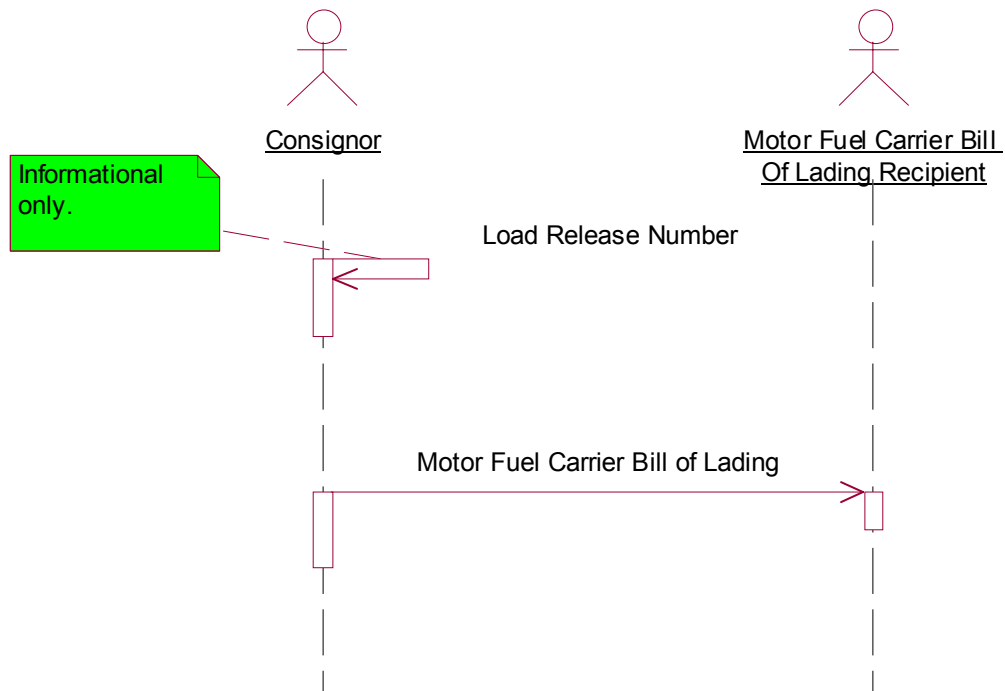 Consignor
Motor Fuel Carrier Bill
Of Lading Recipient
Informational
only.
Load Release Number
Motor Fuel Carrier Bill of Lading